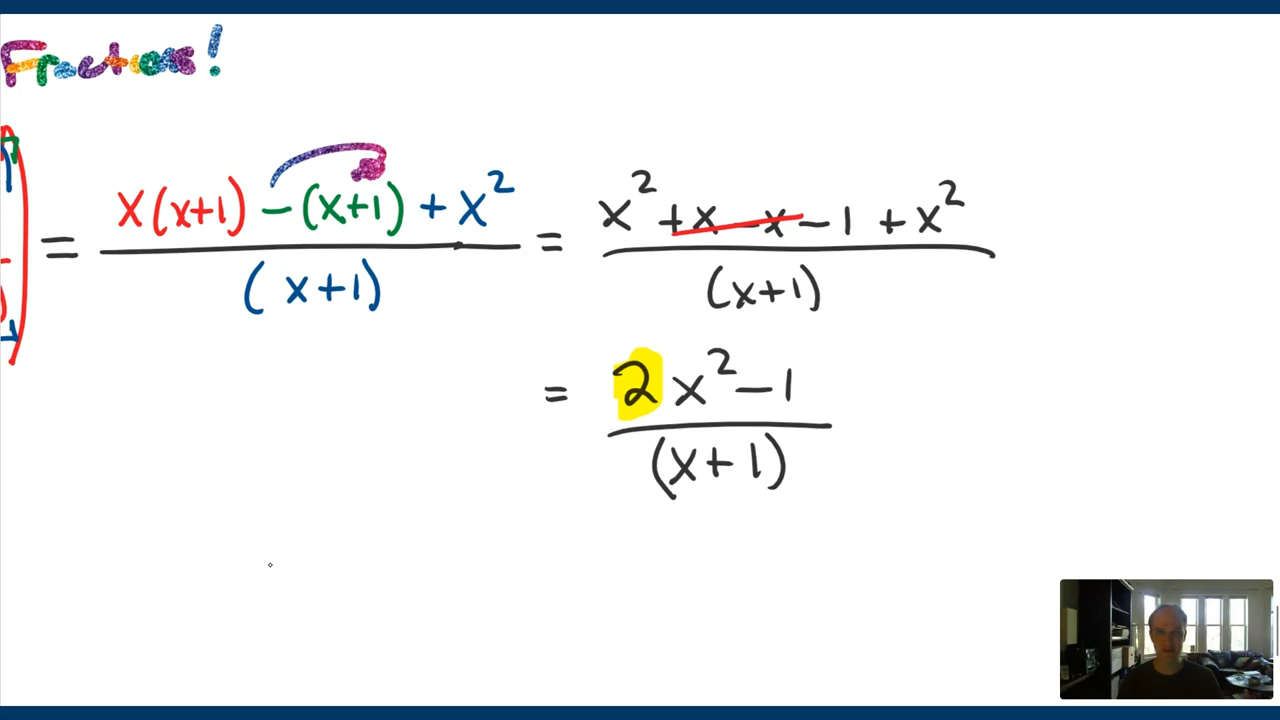 Fractions!
= x(x+1) - (x+1) + x² / (x+1) = x² + x - x - 1 + x² / (x+1)
= 2x² - 1 / (x+1)